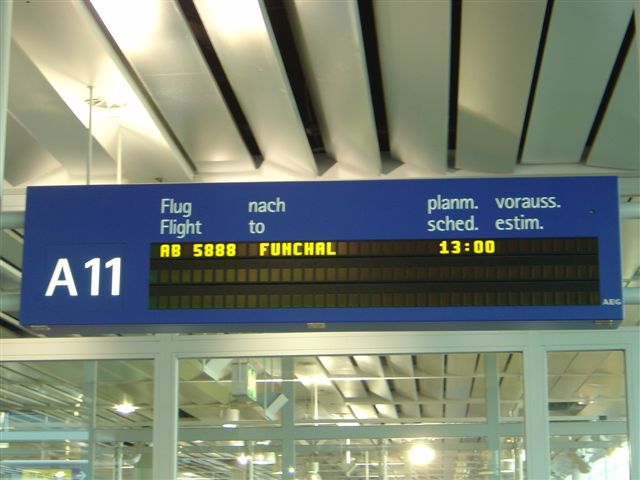 Flug nach planm. vorauss.
Flight to sched. estim.
A11
AB 5888 FUNCHAL 13:00
AEG